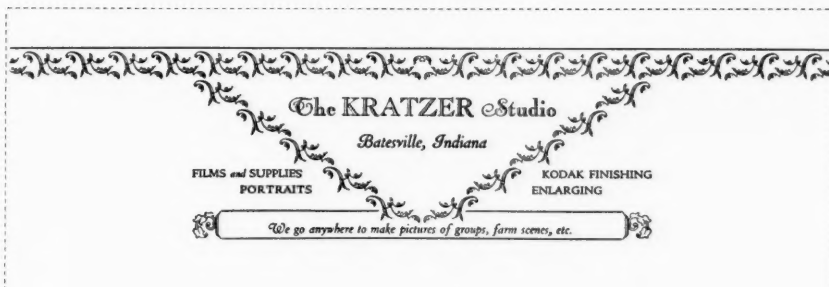 The KRATZER Studio
Batesville, Indiana
FILMS and SUPPLIES
PORTRAITS
KODAK FINISHING
ENLARGING
We go anywhere to make pictures of groups, farm scenes, etc.